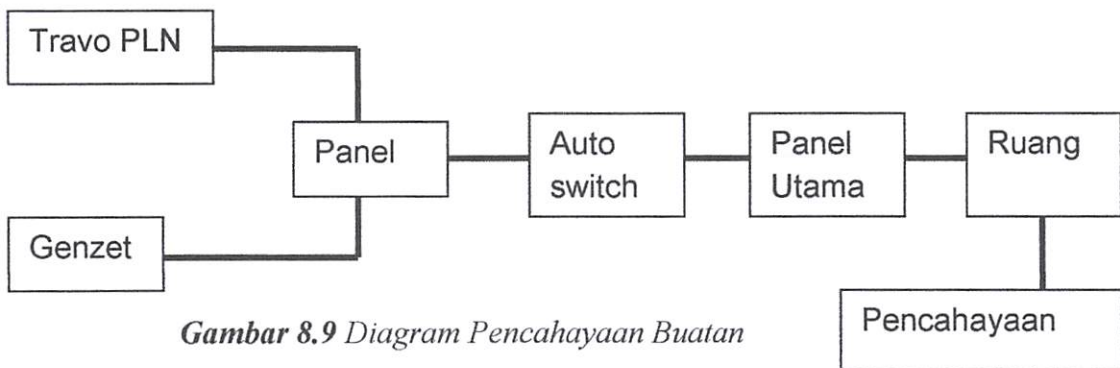 Travo PLN
Panel
Auto
switch
Panel
Utama
Ruang
Genzet
Pencahayaan
Gambar 8.9 Diagram Pencahayaan Buatan